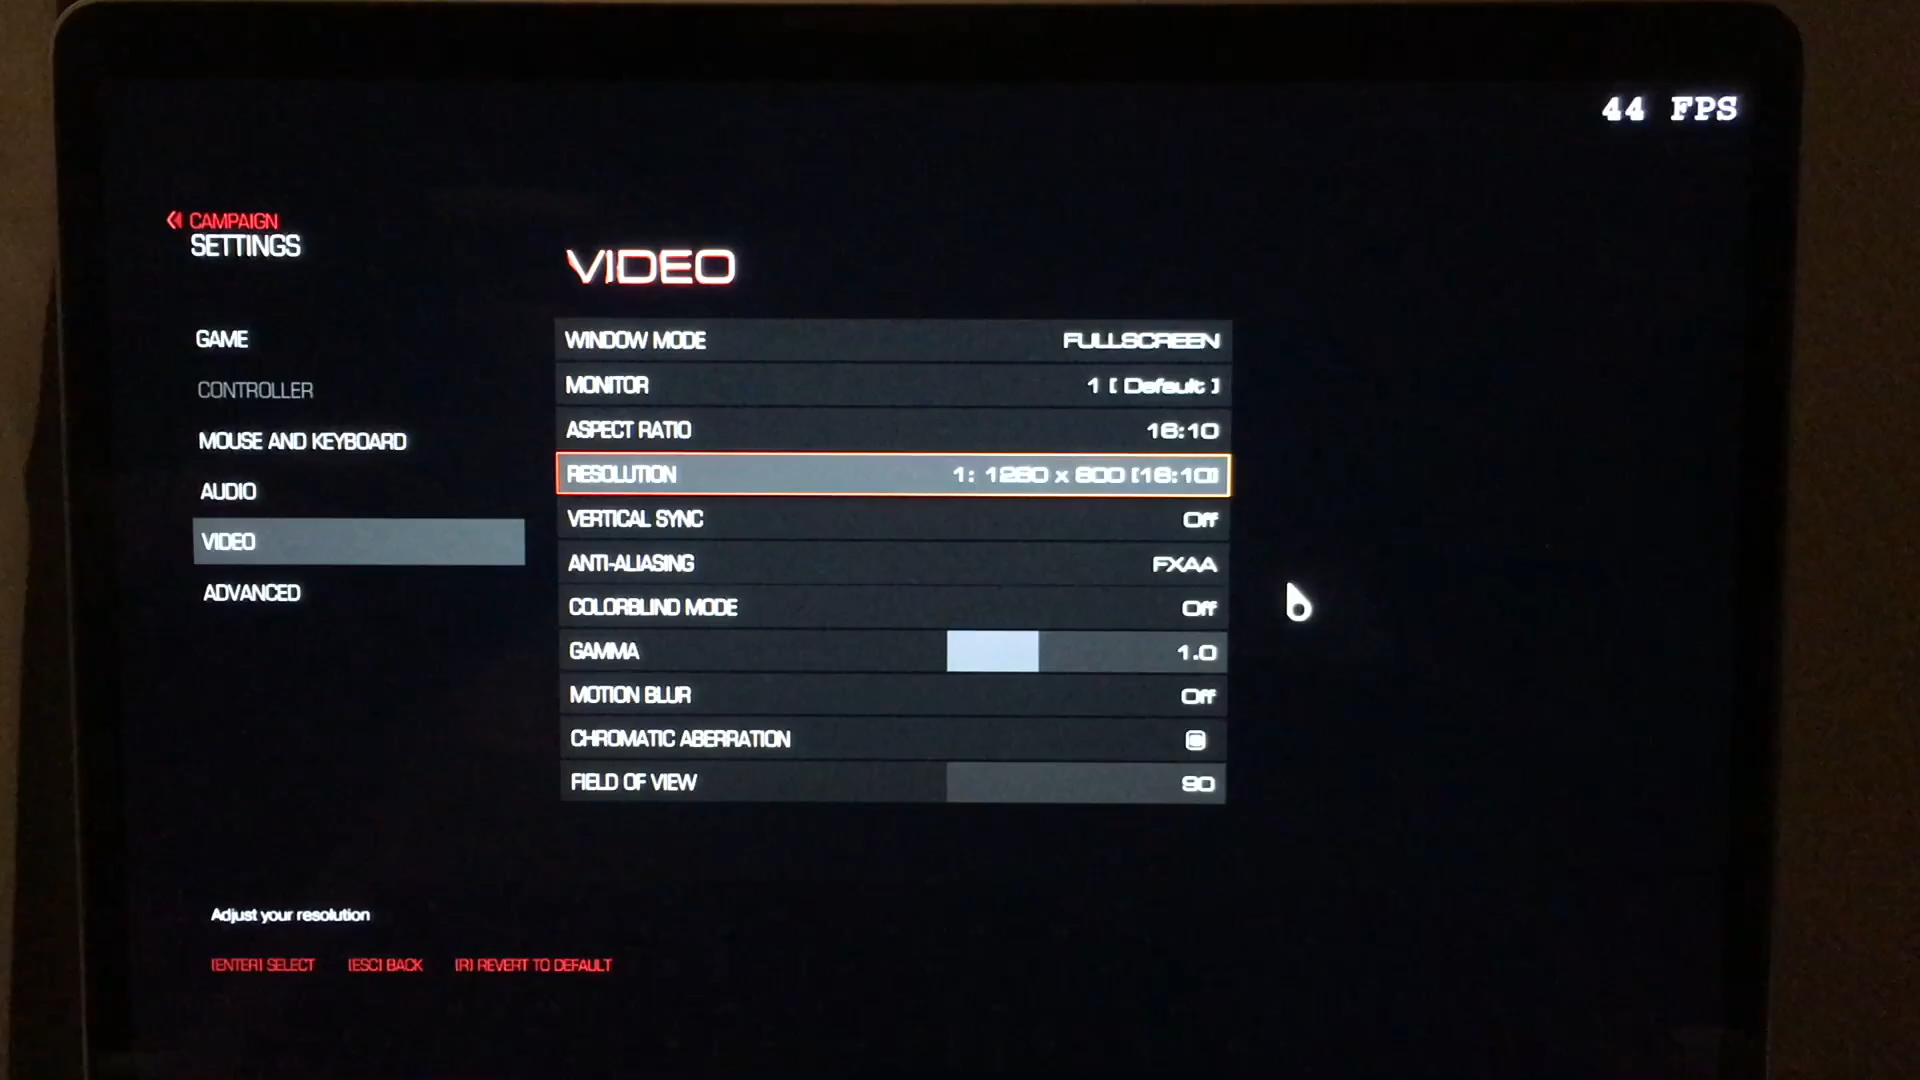 44 FPS
CAMPAIGN
SETTINGS
VIDEO
GAME
CONTROLLER
MOUSE AND KEYBOARD
AUDIO
VIDEO
ADVANCED
WINDOW MODE FULLSCREEN
MONITOR 1 [ Default ]
ASPECT RATIO 16:10
RESOLUTION 1: 1280 x 800 [16:10]
VERTICAL SYNC Off
ANTI-ALIASING FXAA
COLORBLIND MODE Off
GAMMA 1.0
MOTION BLUR Off
CHROMATIC ABERRATION
FIELD OF VIEW 90
Adjust your resolution
[ENTER] SELECT [ESC] BACK [R] REVERT TO DEFAULT